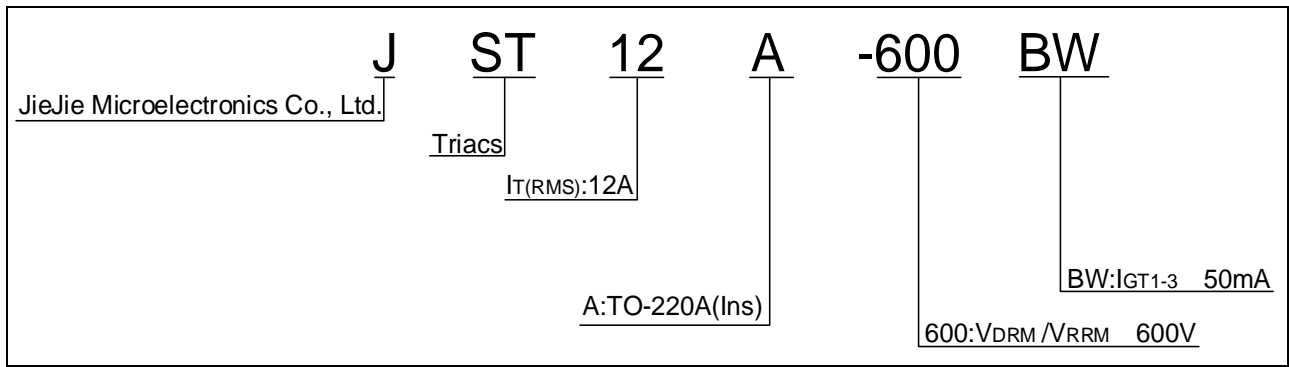 J ST 12 A -600 BW
JieJie Microelectronics Co., Ltd.
Triacs
IT(RMS):12A
BW:IGT1-3 50mA
A:TO-220A(Ins)
600:VDRM /VRRM 600V